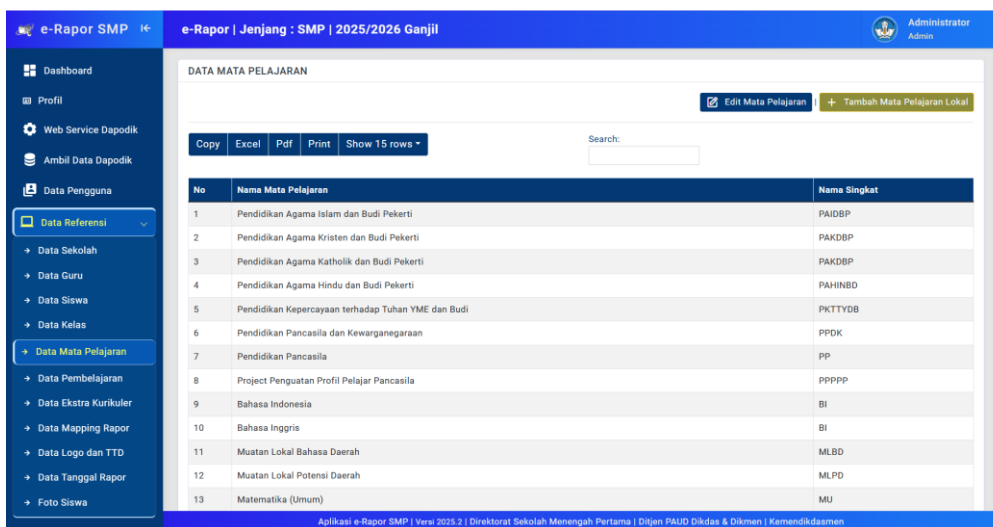 e-Rapor SMP
e-Rapor | Jenjang : SMP | 2025/2026 Ganjil
Administrator
Admin
Dashboard
Profil
Web Service Dapodik
Ambil Data Dapodik
Data Pengguna
Data Referensi
Data Sekolah
Data Guru
Data Siswa
Data Kelas
Data Mata Pelajaran
Data Pembelajaran
Data Ekstra Kurikuler
Data Mapping Rapor
Data Logo dan TTD
Data Tanggal Rapor
Foto Siswa
DATA MATA PELAJARAN
Edit Mata Pelajaran | + Tambah Mata Pelajaran Lokal
Copy Excel Pdf Print Show 15 rows
Search:
No Nama Mata Pelajaran Nama Singkat
1 Pendidikan Agama Islam dan Budi Pekerti PAIDBP
2 Pendidikan Agama Kristen dan Budi Pekerti PAKDBP
3 Pendidikan Agama Katholik dan Budi Pekerti PAKDBP
4 Pendidikan Agama Hindu dan Budi Pekerti PAHINBD
5 Pendidikan Kepercayaan terhadap Tuhan YME dan Budi PKTTYDB
6 Pendidikan Pancasila dan Kewarganegaraan PPDK
7 Pendidikan Pancasila PP
8 Project Penguatan Profil Pelajar Pancasila PPPPP
9 Bahasa Indonesia BI
10 Bahasa Inggris BI
11 Muatan Lokal Bahasa Daerah MLBD
12 Muatan Lokal Potensi Daerah MLPD
13 Matematika (Umum) MU
Aplikasi e-Rapor SMP | Versi 2025.2 | Direktorat Sekolah Menengah Pertama | Ditjen PAUD Dikdas & Dikmen | Kemendikdasmen